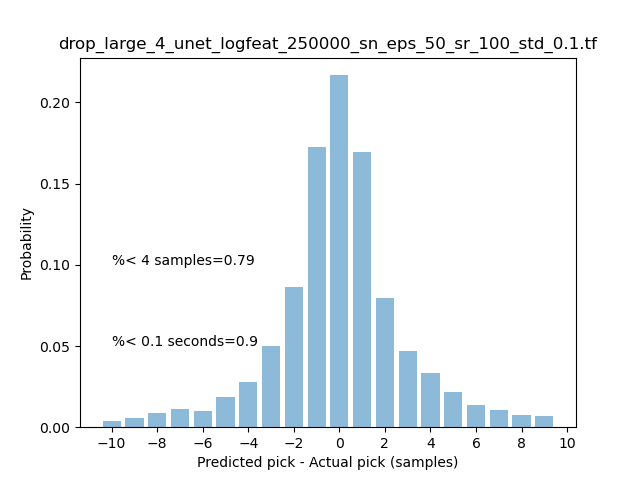 drop_large_4_unet_logfeat_250000_sn_eps_50_sr_100_std_0.1.tf
0.20
0.15
0.10
0.05
0.00
Probability
%< 4 samples=0.79
%< 0.1 seconds=0.9
−10 −8 −6 −4 −2 0 2 4 6 8 10
Predicted pick - Actual pick (samples)